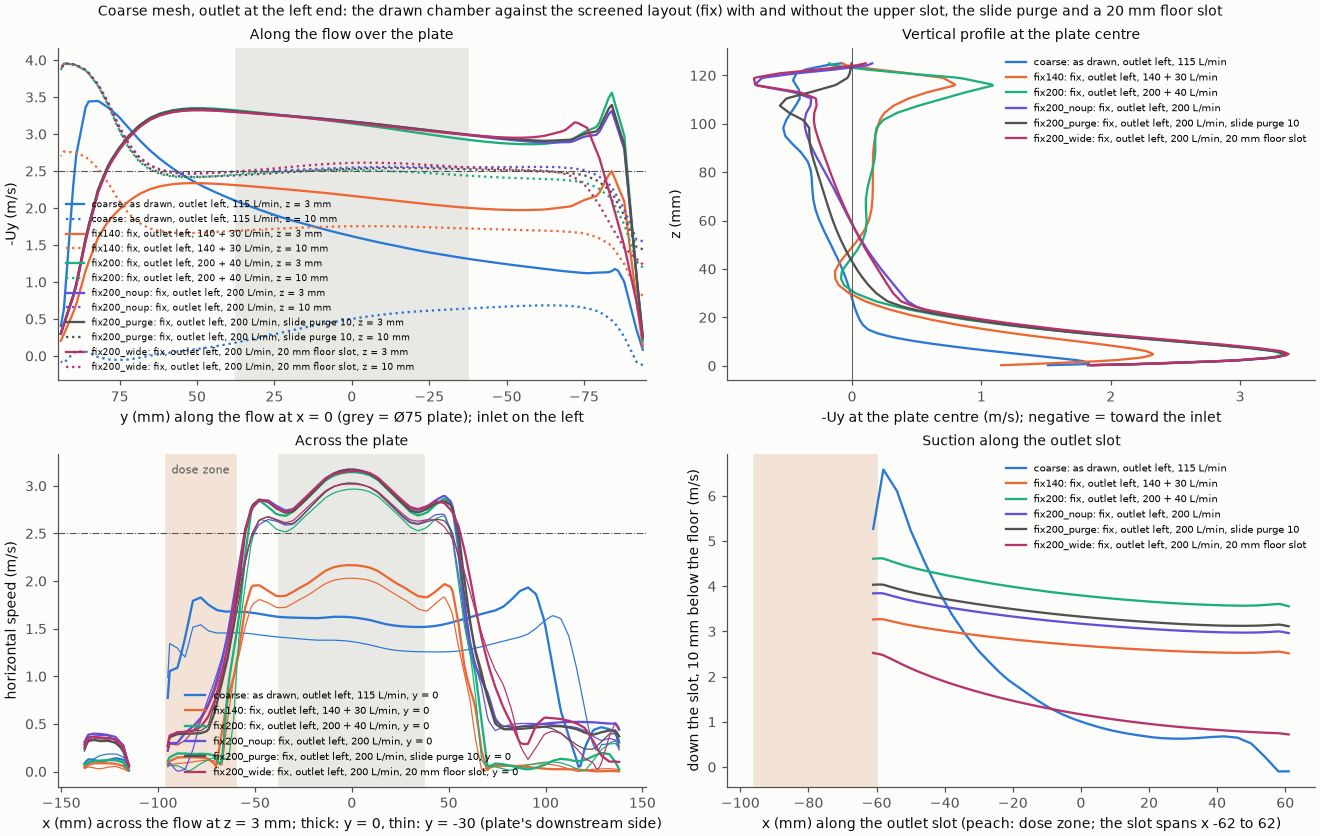 Coarse mesh, outlet at the left end: the drawn chamber against the screened layout (fix) with and without the upper slot, the slide purge and a 20 mm floor slot
Along the flow over the plate
4.0
3.5
3.0
2.5
2.0
1.5
1.0
0.5
0.0
-Uy (m/s)
coarse: as drawn, outlet left, 115 L/min, z = 3 mm
coarse: as drawn, outlet left, 115 L/min, z = 10 mm
fix140: fix, outlet left, 140 + 30 L/min, z = 3 mm
fix140: fix, outlet left, 140 + 30 L/min, z = 10 mm
fix200: fix, outlet left, 200 + 40 L/min, z = 3 mm
fix200: fix, outlet left, 200 + 40 L/min, z = 10 mm
fix200_noup: fix, outlet left, 200 L/min, z = 3 mm
fix200_noup: fix, outlet left, 200 L/min, z = 10 mm
fix200_purge: fix, outlet left, 200 L/min, slide purge 10, z = 3 mm
fix200_purge: fix, outlet left, 200 L/min, slide purge 10, z = 10 mm
fix200_wide: fix, outlet left, 200 L/min, 20 mm floor slot, z = 3 mm
fix200_wide: fix, outlet left, 200 L/min, 20 mm floor slot, z = 10 mm
75 50 25 0 −25 −50 −75
y (mm) along the flow at x = 0 (grey = Ø75 plate); inlet on the left
Vertical profile at the plate centre
120
100
80
60
40
20
0
z (mm)
coarse: as drawn, outlet left, 115 L/min
fix140: fix, outlet left, 140 + 30 L/min
fix200: fix, outlet left, 200 + 40 L/min
fix200_noup: fix, outlet left, 200 L/min
fix200_purge: fix, outlet left, 200 L/min, slide purge 10
fix200_wide: fix, outlet left, 200 L/min, 20 mm floor slot
0 1 2 3
-Uy at the plate centre (m/s); negative = toward the inlet
Across the plate
dose zone
3.0
2.5
2.0
1.5
1.0
0.5
0.0
horizontal speed (m/s)
coarse: as drawn, outlet left, 115 L/min, y = 0
fix140: fix, outlet left, 140 + 30 L/min, y = 0
fix200: fix, outlet left, 200 + 40 L/min, y = 0
fix200_noup: fix, outlet left, 200 L/min, y = 0
fix200_purge: fix, outlet left, 200 L/min, slide purge 10, y = 0
fix200_wide: fix, outlet left, 200 L/min, 20 mm floor slot, y = 0
−150 −100 −50 0 50 100 150
x (mm) across the flow at z = 3 mm; thick: y = 0, thin: y = -30 (plate's downstream side)
Suction along the outlet slot
6
5
4
3
2
1
0
down the slot, 10 mm below the floor (m/s)
coarse: as drawn, outlet left, 115 L/min
fix140: fix, outlet left, 140 + 30 L/min
fix200: fix, outlet left, 200 + 40 L/min
fix200_noup: fix, outlet left, 200 L/min
fix200_purge: fix, outlet left, 200 L/min, slide purge 10
fix200_wide: fix, outlet left, 200 L/min, 20 mm floor slot
−100 −80 −60 −40 −20 0 20 40 60
x (mm) along the outlet slot (peach: dose zone; the slot spans x -62 to 62)